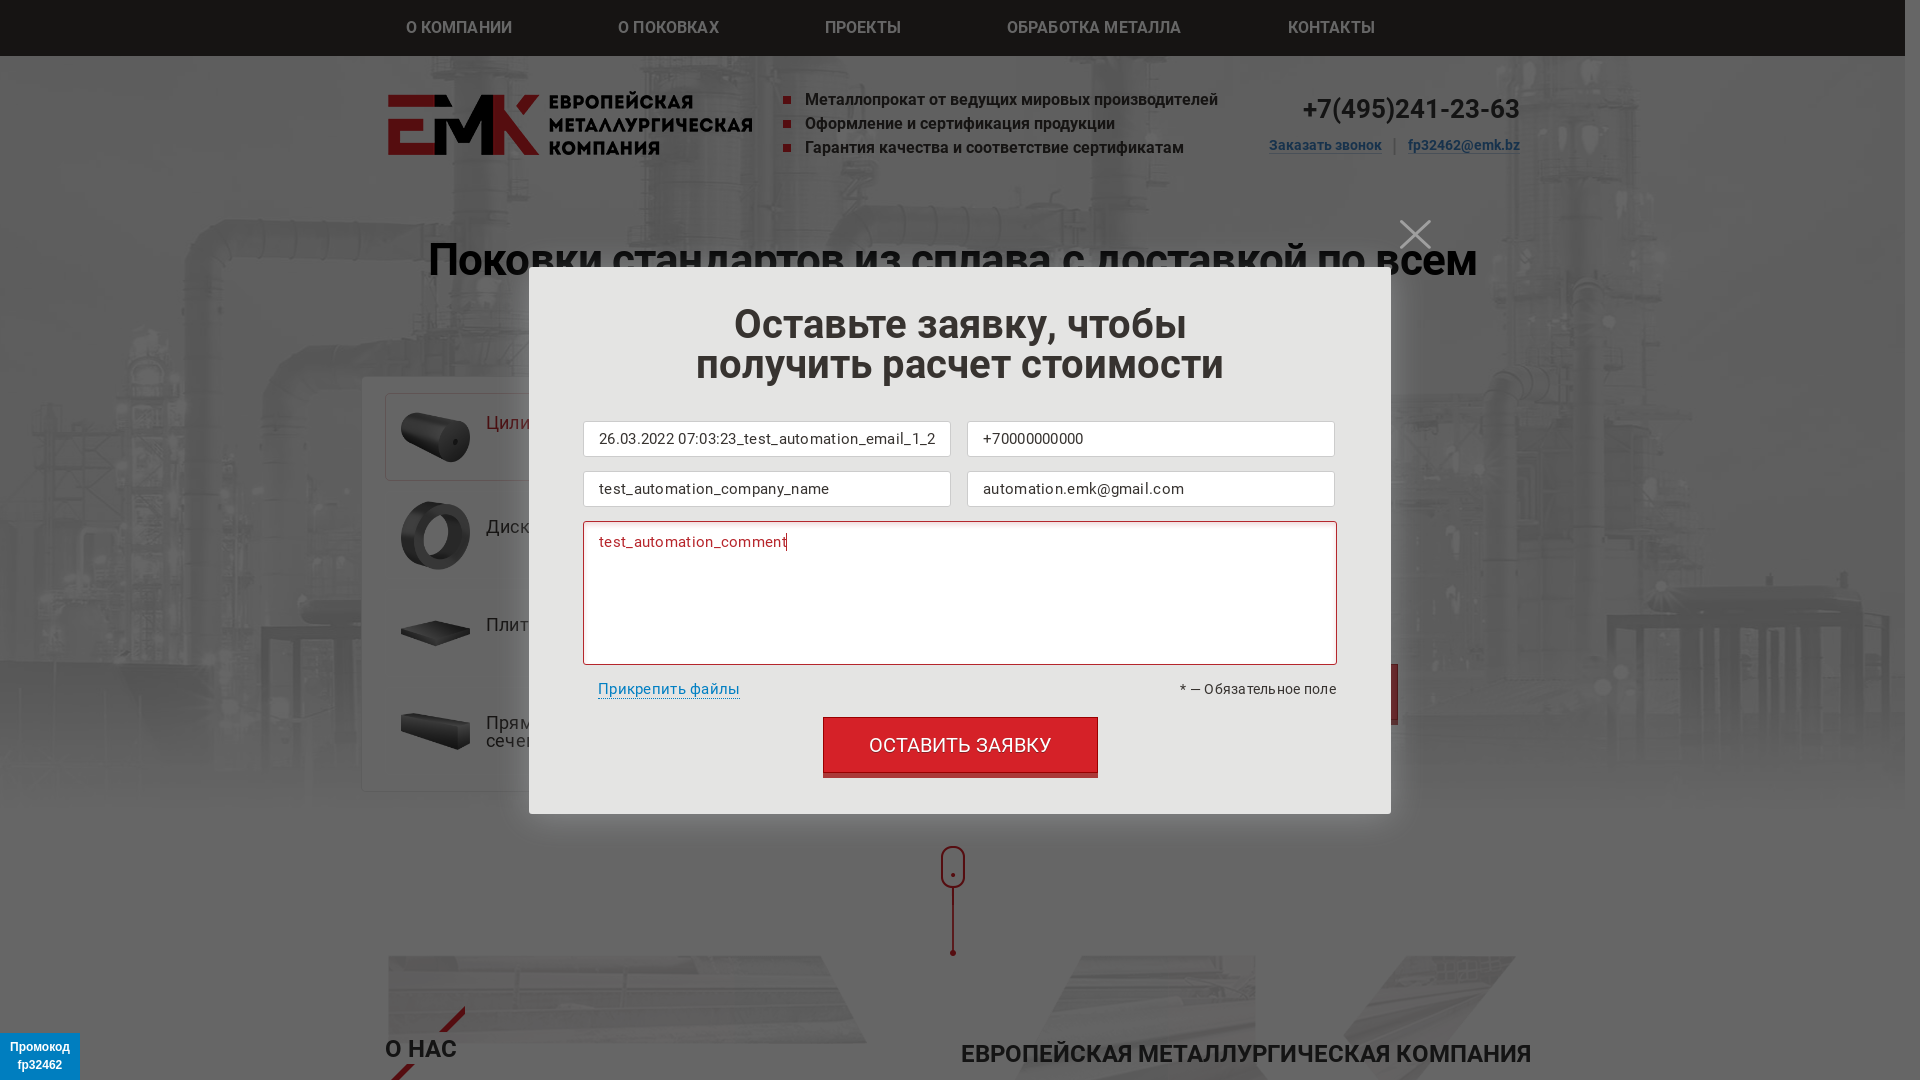 О КОМПАНИИ
О ПОКОВКАХ
ПРОЕКТЫ
ОБРАБОТКА МЕТАЛЛА
КОНТАКТЫ
ЕМК
ЕВРОПЕЙСКАЯ
МЕТАЛЛУРГИЧЕСКАЯ
КОМПАНИЯ
Металлопрокат от ведущих мировых производителей
Оформление и сертификация продукции
Гарантия качества и соответствие сертификатам
+7(495)241-23-63
Заказать звонок | fp32462@emk.bz
Поковки стандартов из сплава с доставкой по всем
Оставьте заявку, чтобы
получить расчет стоимости
26.03.2022 07:03:23_test_automation_email_1_2
+70000000000
test_automation_company_name
automation.emk@gmail.com
test_automation_comment
Прикрепить файлы
* — Обязательное поле
ОСТАВИТЬ ЗАЯВКУ
Цили
Диск
Плит
Прям
сече
О НАС
ЕВРОПЕЙСКАЯ МЕТАЛЛУРГИЧЕСКАЯ КОМПАНИЯ
Промокод
fp32462